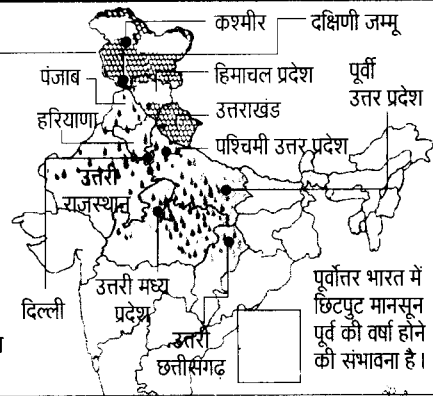 कश्मीर
दक्षिणी जम्मू
पंजाब
हिमाचल प्रदेश
पूर्वी
उत्तर प्रदेश
हरियाणा
उत्तराखंड
पश्चिमी उत्तर प्रदेश
उत्तरी
राजस्थान
दिल्ली
उत्तरी मध्य
प्रदेश
उत्तरी
छत्तीसगढ़
पूर्वोत्तर भारत में
छिटपुट मानसून
पूर्व की वर्षा होने
की संभावना है।